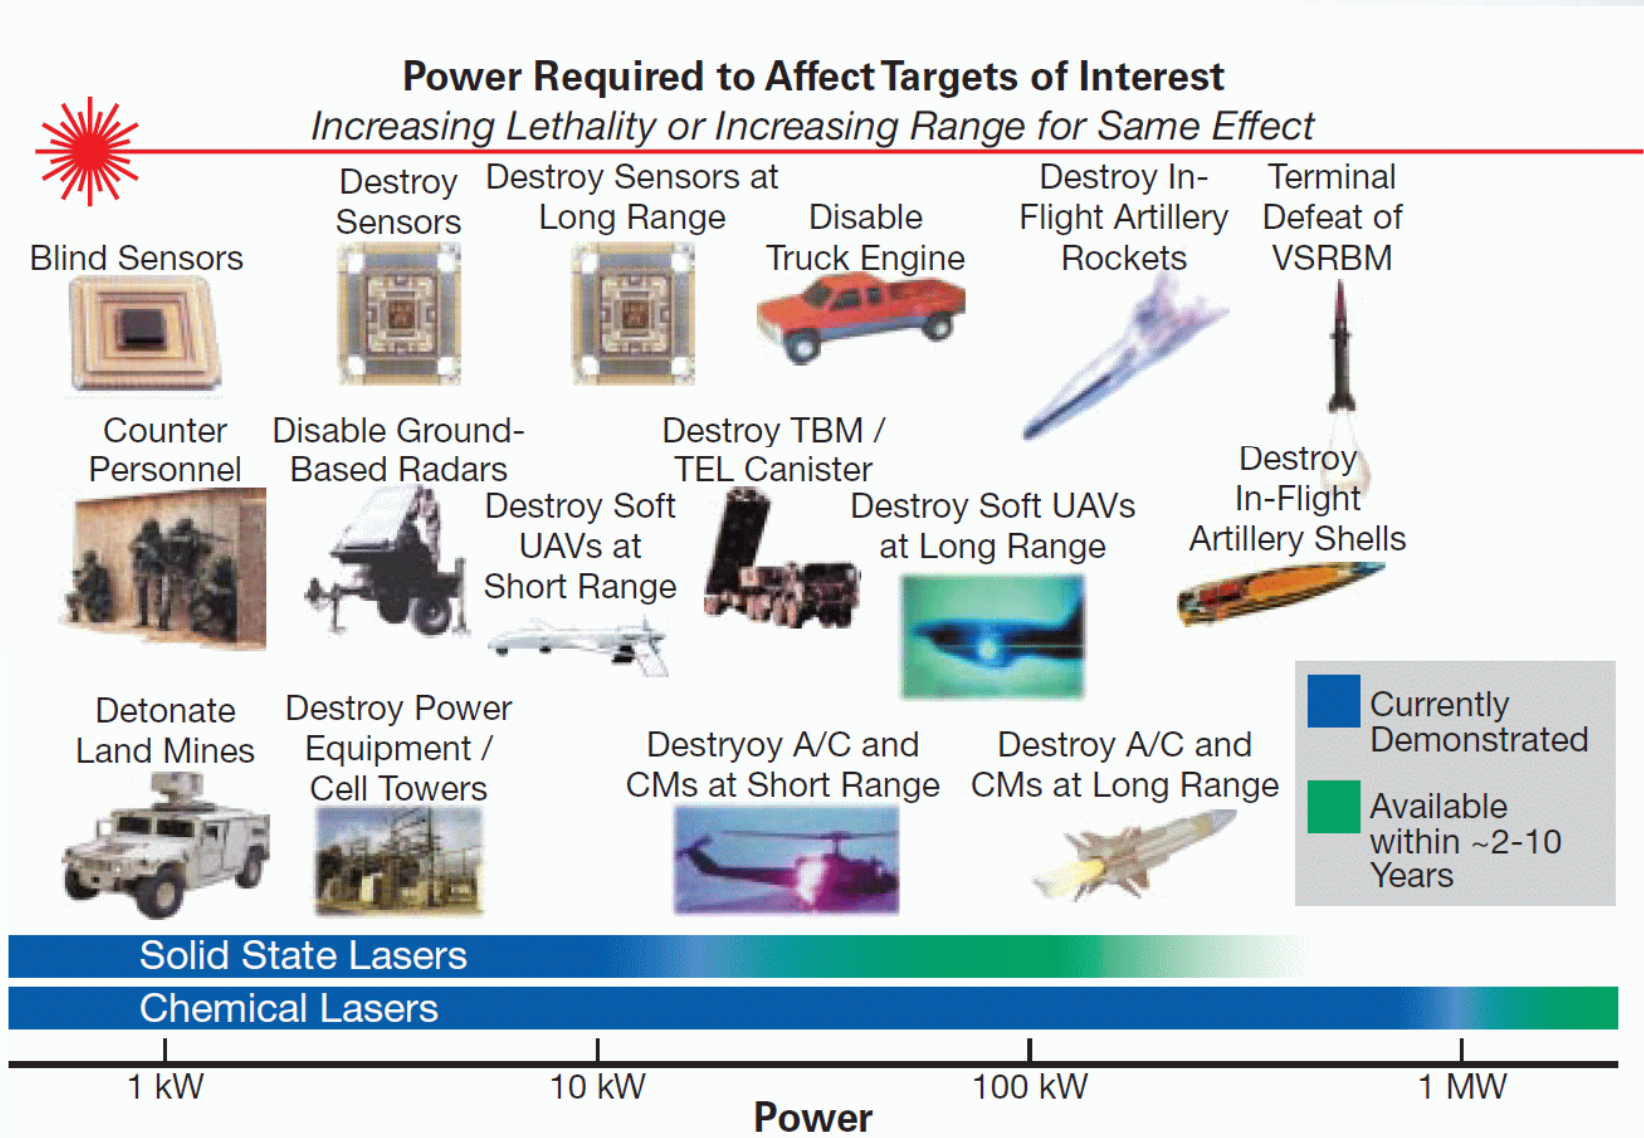 Power Required to Affect Targets of Interest
Increasing Lethality or Increasing Range for Same Effect
Blind Sensors
Destroy
Sensors
Destroy Sensors at
Long Range
Disable
Truck Engine
Destroy In-
Flight Artillery
Rockets
Terminal
Defeat of
VSRBM
Counter
Personnel
Disable Ground-
Based Radars
Destroy Soft
UAVs at
Short Range
Destroy TBM /
TEL Canister
Destroy Soft UAVs
at Long Range
Destroy
In-Flight
Artillery Shells
Detonate
Land Mines
Destroy Power
Equipment /
Cell Towers
Destryoy A/C and
CMs at Short Range
Destroy A/C and
CMs at Long Range
Currently
Demonstrated
Available
within ~2-10
Years
Solid State Lasers
Chemical Lasers
1 kW
10 kW
100 kW
1 MW
Power